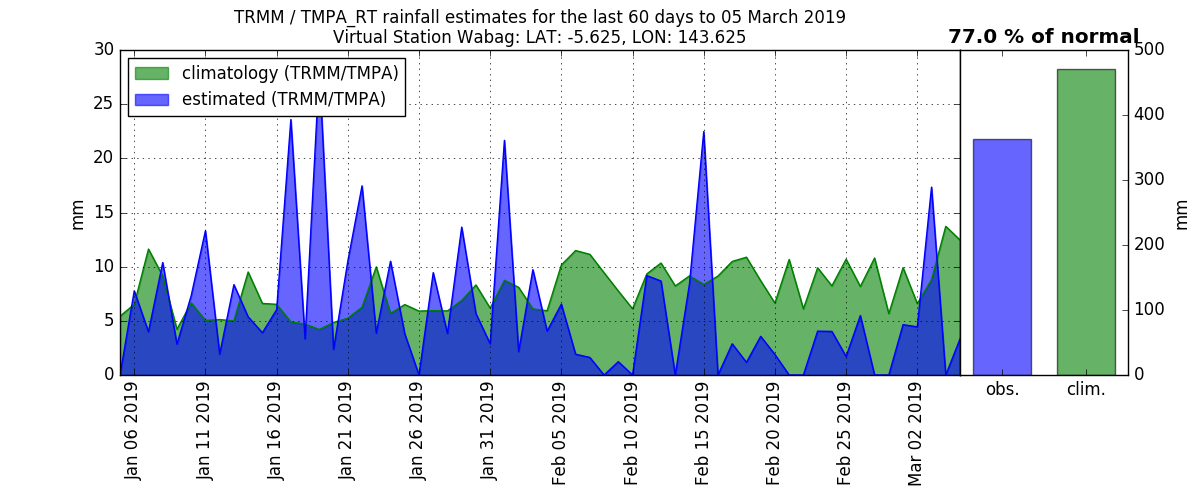 TRMM / TMPA_RT rainfall estimates for the last 60 days to 05 March 2019
Virtual Station Wabag: LAT: -5.625, LON: 143.625
77.0 % of normal
climatology (TRMM/TMPA)
estimated (TRMM/TMPA)
30
25
20
15
10
5
0
mm
Jan 06 2019
Jan 11 2019
Jan 16 2019
Jan 21 2019
Jan 26 2019
Jan 31 2019
Feb 05 2019
Feb 10 2019
Feb 15 2019
Feb 20 2019
Feb 25 2019
Mar 02 2019
obs.
clim.
500
400
300
200
100
0
mm